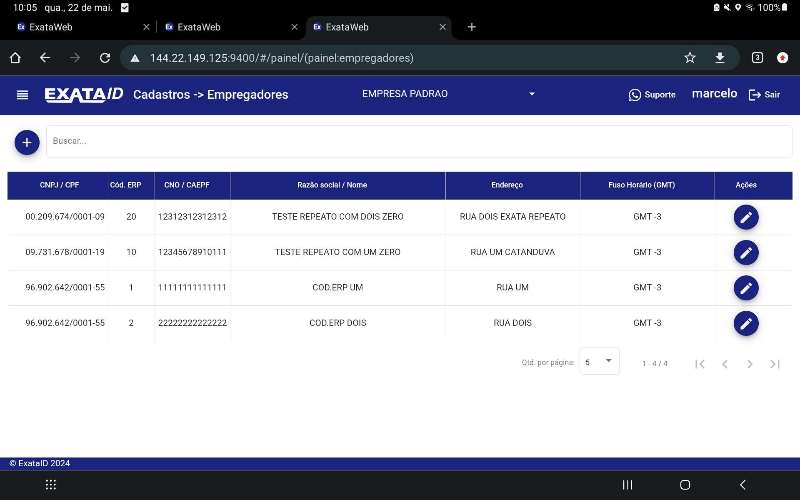 10:05 qua., 22 de mai.
100%
ExataWeb
ExataWeb
ExataWeb
144.22.149.125:9400/#/painel/(painel:empregadores)
3
EXATA ID Cadastros -> Empregadores EMPRESA PADRAO Suporte marcelo Sair
Buscar...
CNPJ / CPF Cód. ERP CNO / CAEPF Razão social / Nome Endereço Fuso Horário (GMT) Ações
00.209.674/0001-09 20 12312312312312 TESTE REPEATO COM DOIS ZERO RUA DOIS EXATA REPEATO GMT -3
09.731.678/0001-19 10 12345678910111 TESTE REPEATO COM UM ZERO RUA UM CATANDUVA GMT -3
96.902.642/0001-55 1 11111111111111 COD.ERP UM RUA UM GMT -3
96.902.642/0001-55 2 22222222222222 COD.ERP DOIS RUA DOIS GMT -3
Qtd. por página: 5 1 - 4 / 4
© ExataID 2024